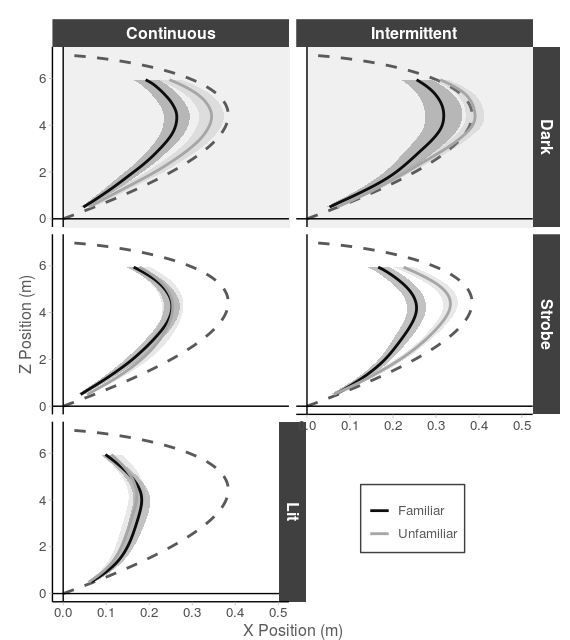 Continuous
Intermittent
6
4
2
0
Dark
6
4
2
0
Z Position (m)
Strobe
0.0 0.1 0.2 0.3 0.4 0.5
6
4
2
0
Lit
Familiar
Unfamiliar
0.0 0.1 0.2 0.3 0.4 0.5
X Position (m)